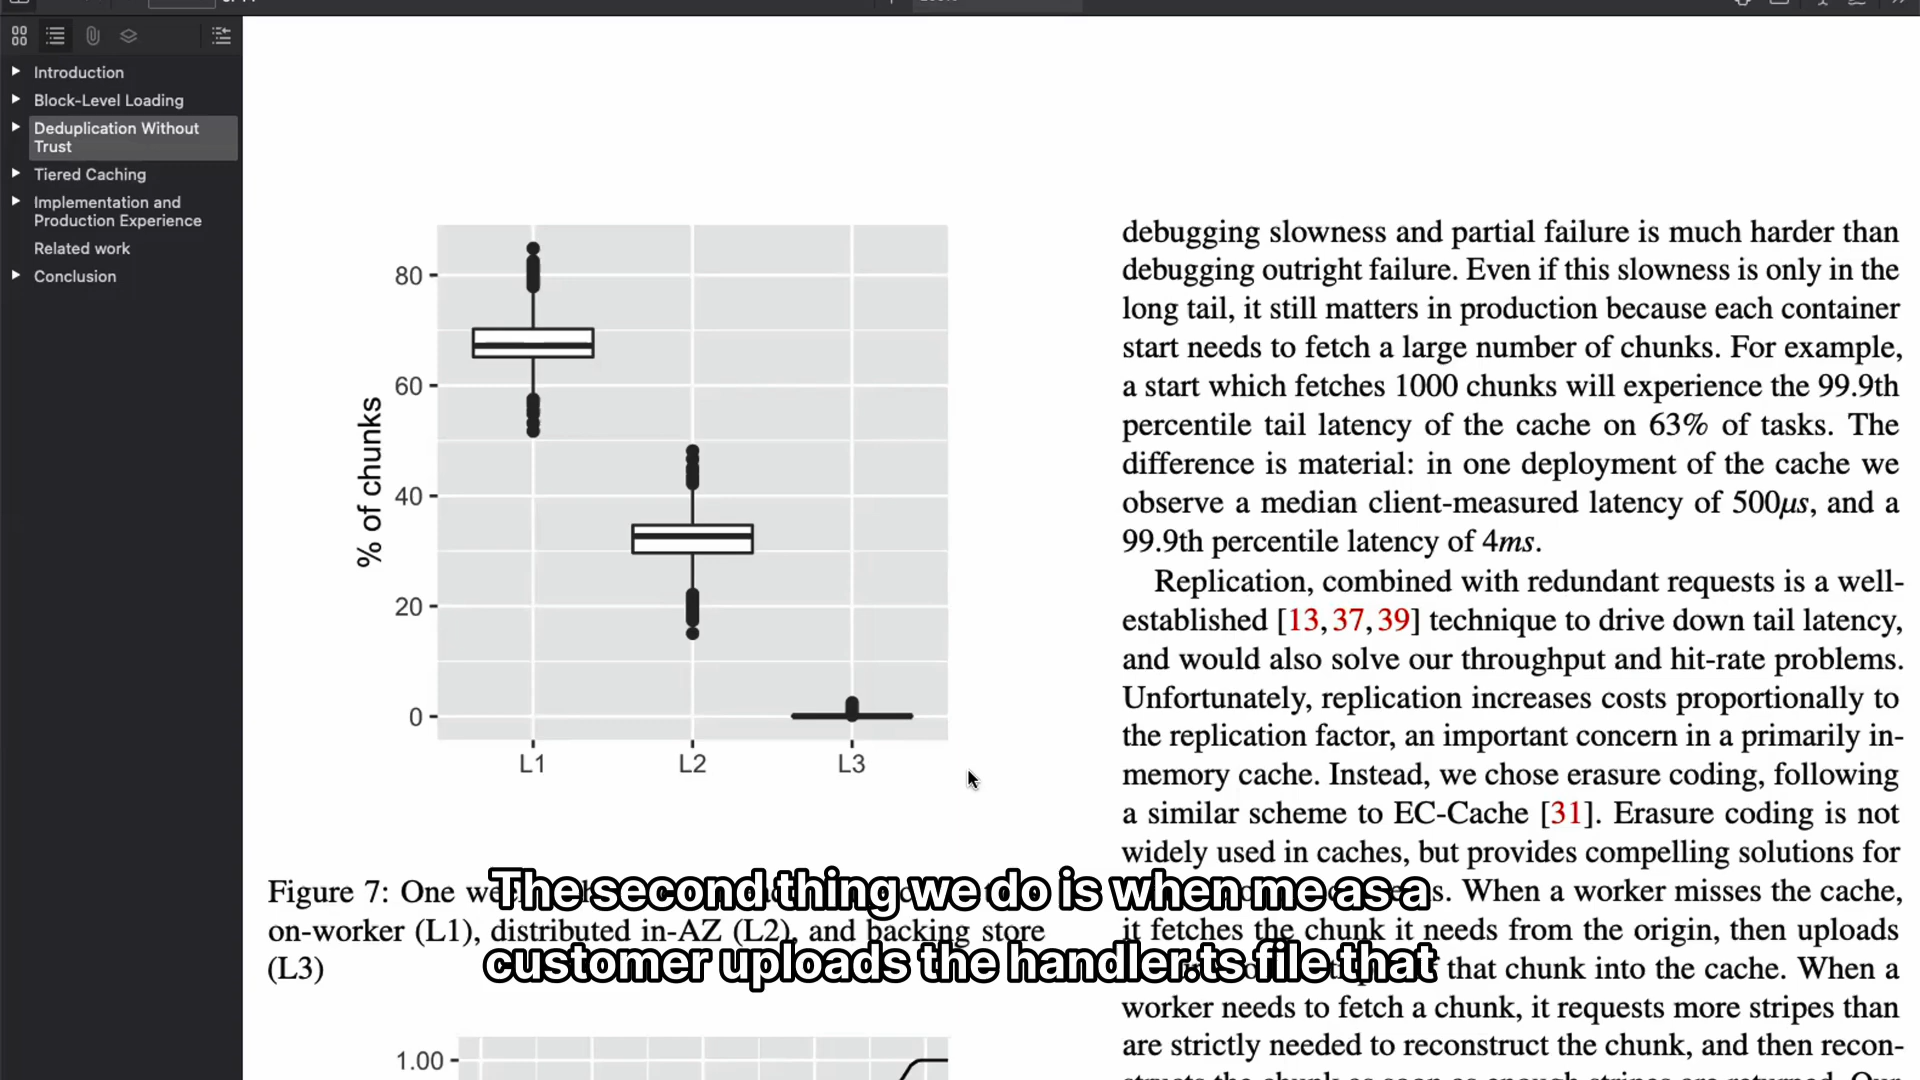 Introduction
Block-Level Loading
Deduplication Without
Trust
Tiered Caching
Implementation and
Production Experience
Related work
Conclusion
80
60
40
20
0
% of chunks
L1 L2 L3
Figure 7: One
on-worker (L1), distributed in-AZ (L2), and backing store
(L3)
1.00
debugging slowness and partial failure is much harder than
debugging outright failure. Even if this slowness is only in the
long tail, it still matters in production because each container
start needs to fetch a large number of chunks. For example,
a start which fetches 1000 chunks will experience the 99.9th
percentile tail latency of the cache on 63% of tasks. The
difference is material: in one deployment of the cache we
observe a median client-measured latency of 500μs, and a
99.9th percentile latency of 4ms.
Replication, combined with redundant requests is a well-
established [13,37,39] technique to drive down tail latency,
and would also solve our throughput and hit-rate problems.
Unfortunately, replication increases costs proportionally to
the replication factor, an important concern in a primarily in-
memory cache. Instead, we chose erasure coding, following
a similar scheme to EC-Cache [31]. Erasure coding is not
widely used in caches, but provides compelling solutions for
When a worker misses the cache,
it fetches the chunk it needs from the origin, then uploads
that chunk into the cache. When a
worker needs to fetch a chunk, it requests more stripes than
are strictly needed to reconstruct the chunk, and then recon-
The second thing we do is when me as a
customer uploads the handler.ts file that